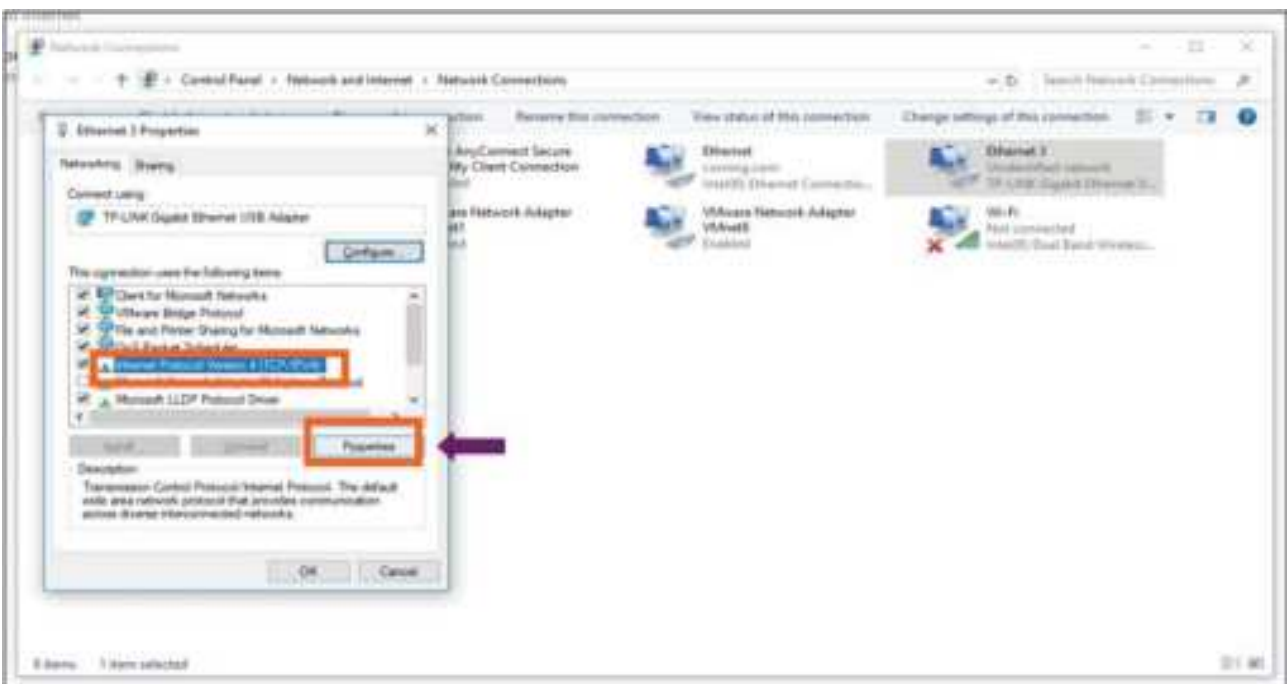 Network Connections
Control Panel › Network and Internet › Network Connections
Search Network Connections
Rename this connection
View status of this connection
Change settings of this connection
Ethernet 3 Properties
Networking
Sharing
Connect using:
TP-LINK Gigabit Ethernet USB Adapter
Configure...
This connection uses the following items:
Client for Microsoft Networks
VMware Bridge Protocol
File and Printer Sharing for Microsoft Networks
QoS Packet Scheduler
Internet Protocol Version 4 (TCP/IPv4)
Microsoft LLDP Protocol Driver
Install...
Uninstall
Properties
Description
Transmission Control Protocol/Internet Protocol. The default
wide area network protocol that provides communication
across diverse interconnected networks.
OK
Cancel
AnyConnect Secure
Client Connection
Ethernet
Intel(R) Ethernet Connectio...
Ethernet 3
Unidentified network
TP-LINK Gigabit Ethernet U...
Network Adapter
VMware Network Adapter
VMnet8
Enabled
Wi-Fi
Not connected
Intel(R) Dual Band Wireless...
items
1 item selected